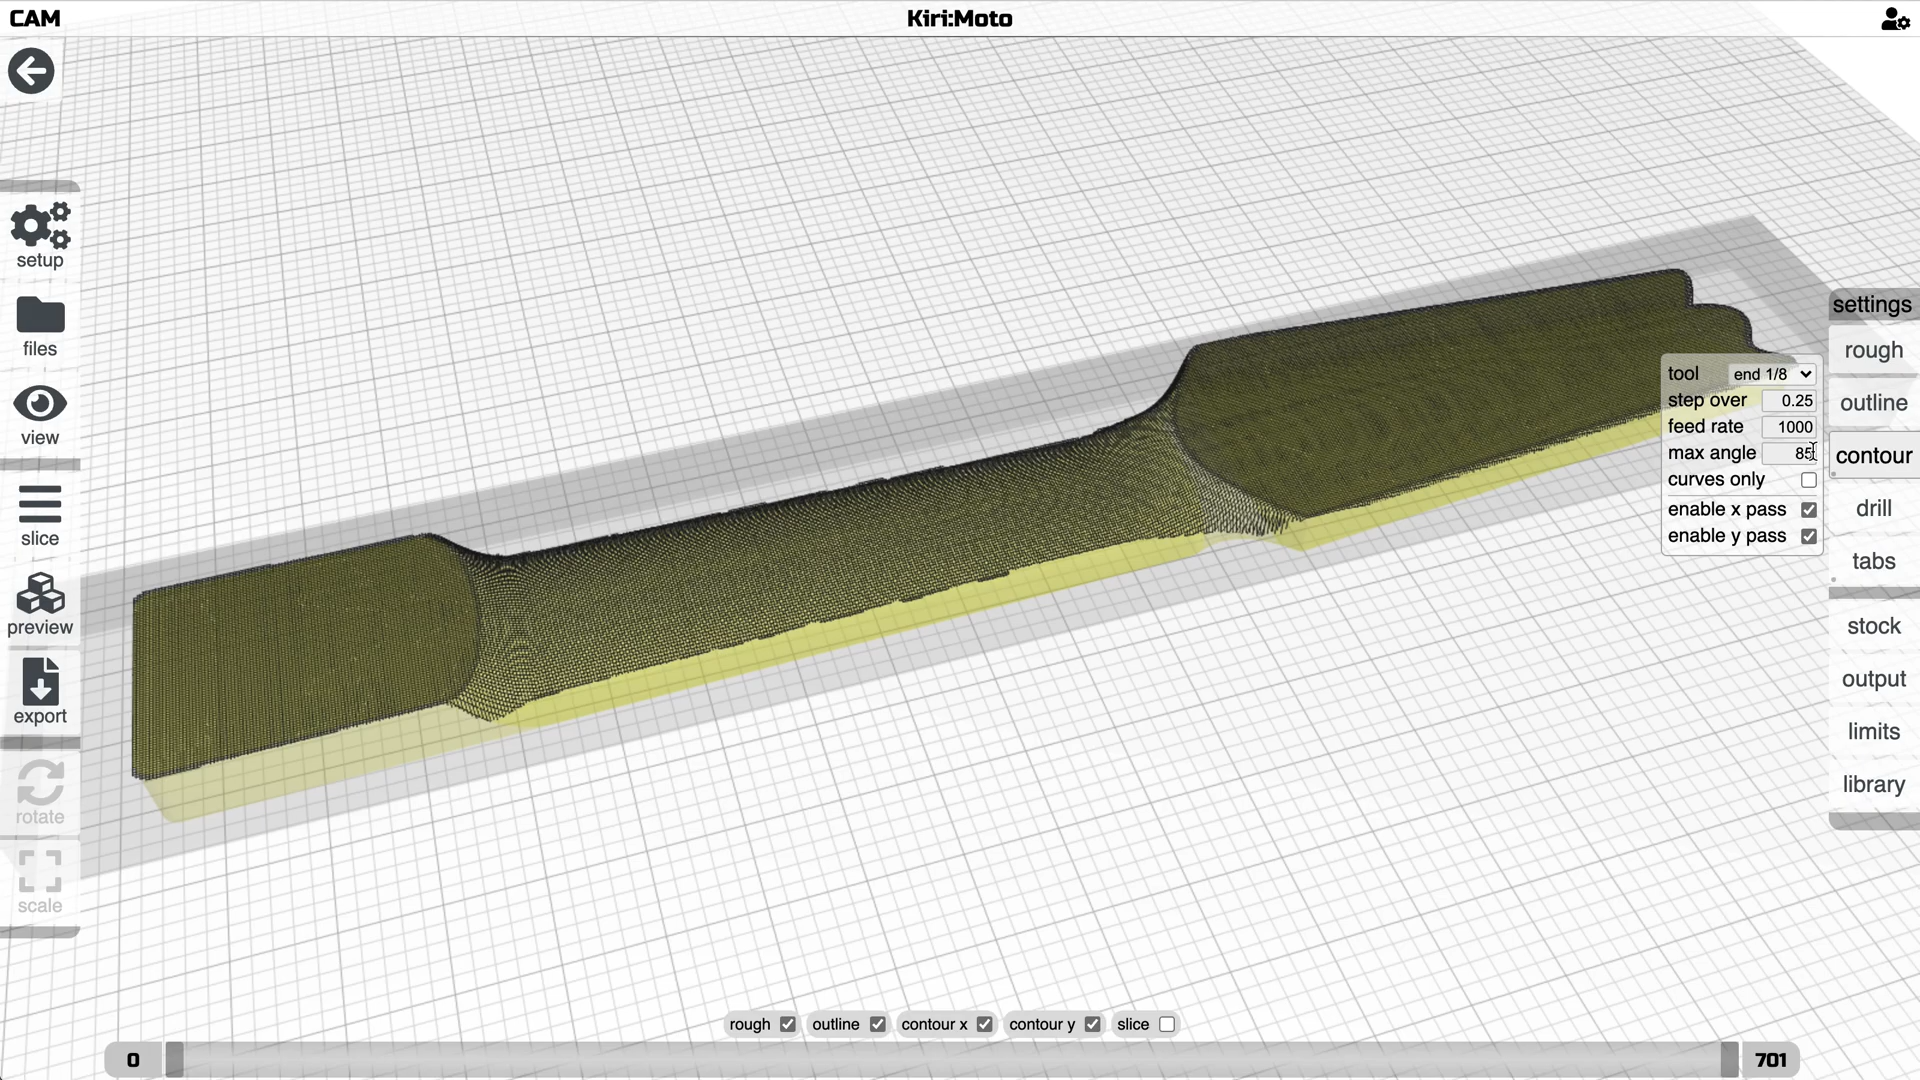 CAM
Kiri:Moto
setup
files
view
slice
preview
export
rotate
scale
settings
rough
outline
contour
drill
tabs
stock
output
limits
library
tool end 1/8
step over 0.25
feed rate 1000
max angle 85
curves only
enable x pass
enable y pass
rough outline contour x contour y slice
0 701